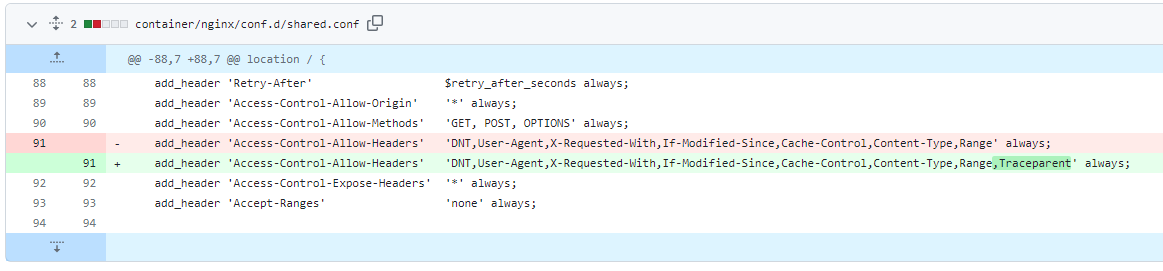 2 container/nginx/conf.d/shared.conf
@@ -88,7 +88,7 @@ location / {
88 88 add_header 'Retry-After' $retry_after_seconds always;
89 89 add_header 'Access-Control-Allow-Origin' '*' always;
90 90 add_header 'Access-Control-Allow-Methods' 'GET, POST, OPTIONS' always;
91 - add_header 'Access-Control-Allow-Headers' 'DNT,User-Agent,X-Requested-With,If-Modified-Since,Cache-Control,Content-Type,Range' always;
91 + add_header 'Access-Control-Allow-Headers' 'DNT,User-Agent,X-Requested-With,If-Modified-Since,Cache-Control,Content-Type,Range,Traceparent' always;
92 92 add_header 'Access-Control-Expose-Headers' '*' always;
93 93 add_header 'Accept-Ranges' 'none' always;
94 94